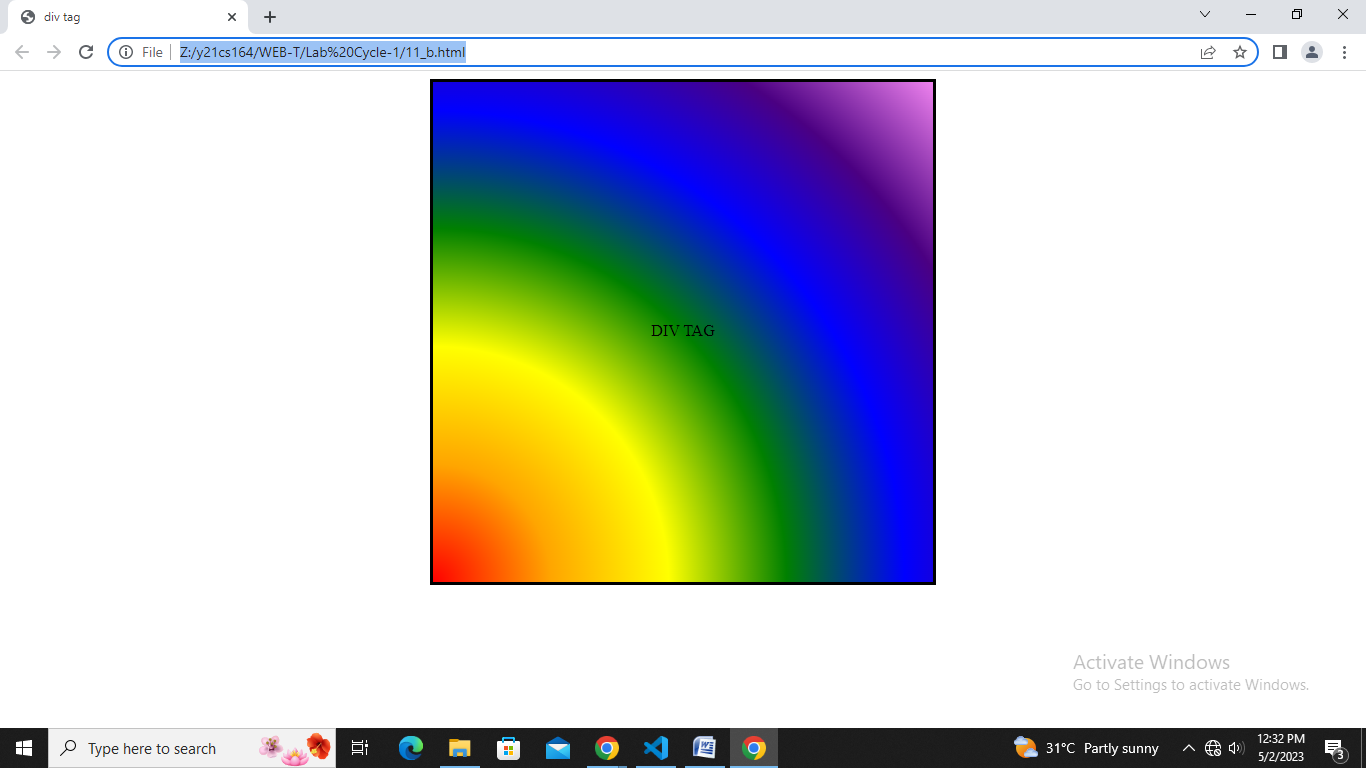 div tag
File
Z:/y21cs164/WEB-T/Lab%20Cycle-1/11_b.html
DIV TAG
Activate Windows
Go to Settings to activate Windows.
Type here to search
31°C Partly sunny
12:32 PM
5/2/2023
3